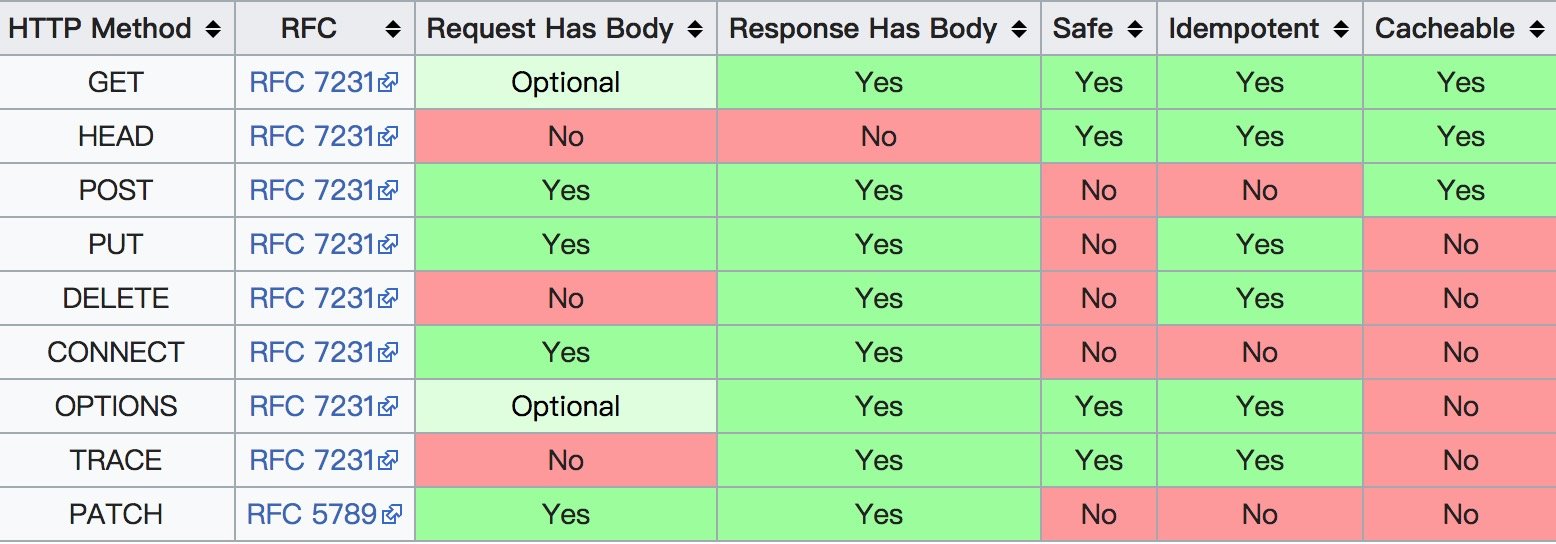 HTTP Method RFC Request Has Body Response Has Body Safe Idempotent Cacheable
GET RFC 7231 Optional Yes Yes Yes Yes
HEAD RFC 7231 No No Yes Yes Yes
POST RFC 7231 Yes Yes No No Yes
PUT RFC 7231 Yes Yes No Yes No
DELETE RFC 7231 No Yes No Yes No
CONNECT RFC 7231 Yes Yes No No No
OPTIONS RFC 7231 Optional Yes Yes Yes No
TRACE RFC 7231 No Yes Yes Yes No
PATCH RFC 5789 Yes Yes No No No